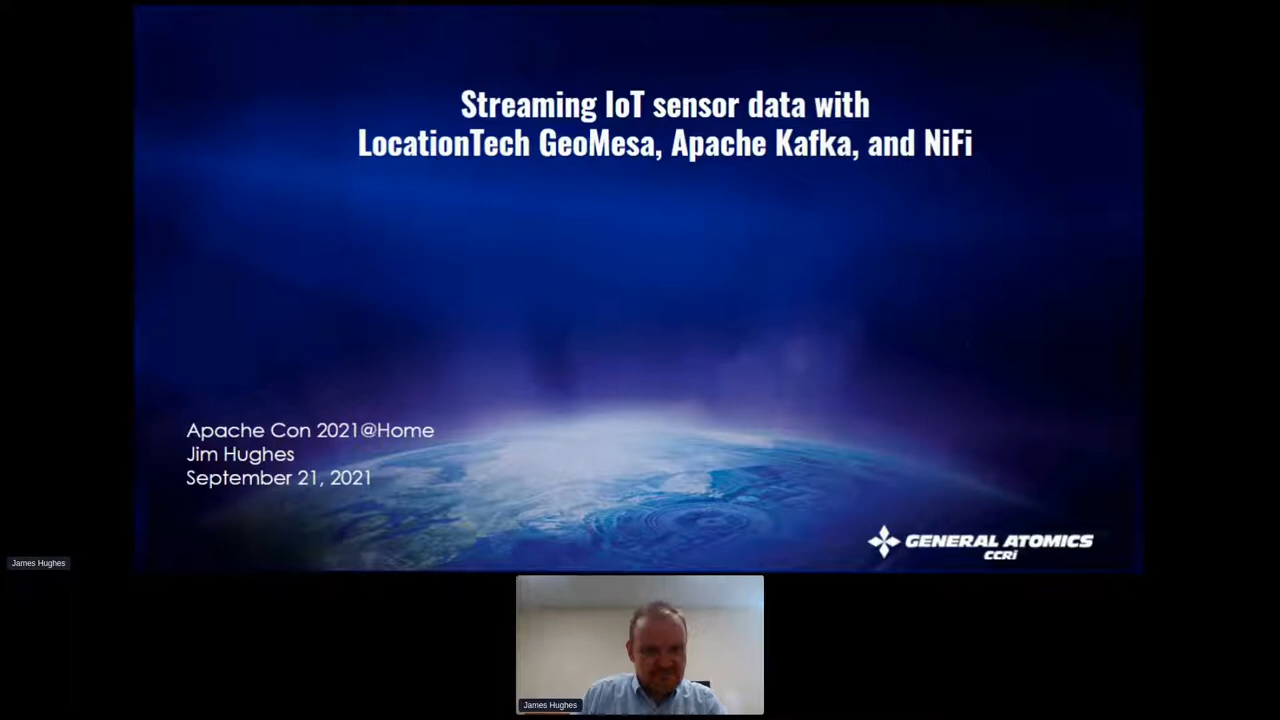 Streaming IoT sensor data with
LocationTech GeoMesa, Apache Kafka, and NiFi
Apache Con 2021@Home
Jim Hughes
September 21, 2021
GENERAL ATOMICS
CCRi
James Hughes
James Hughes